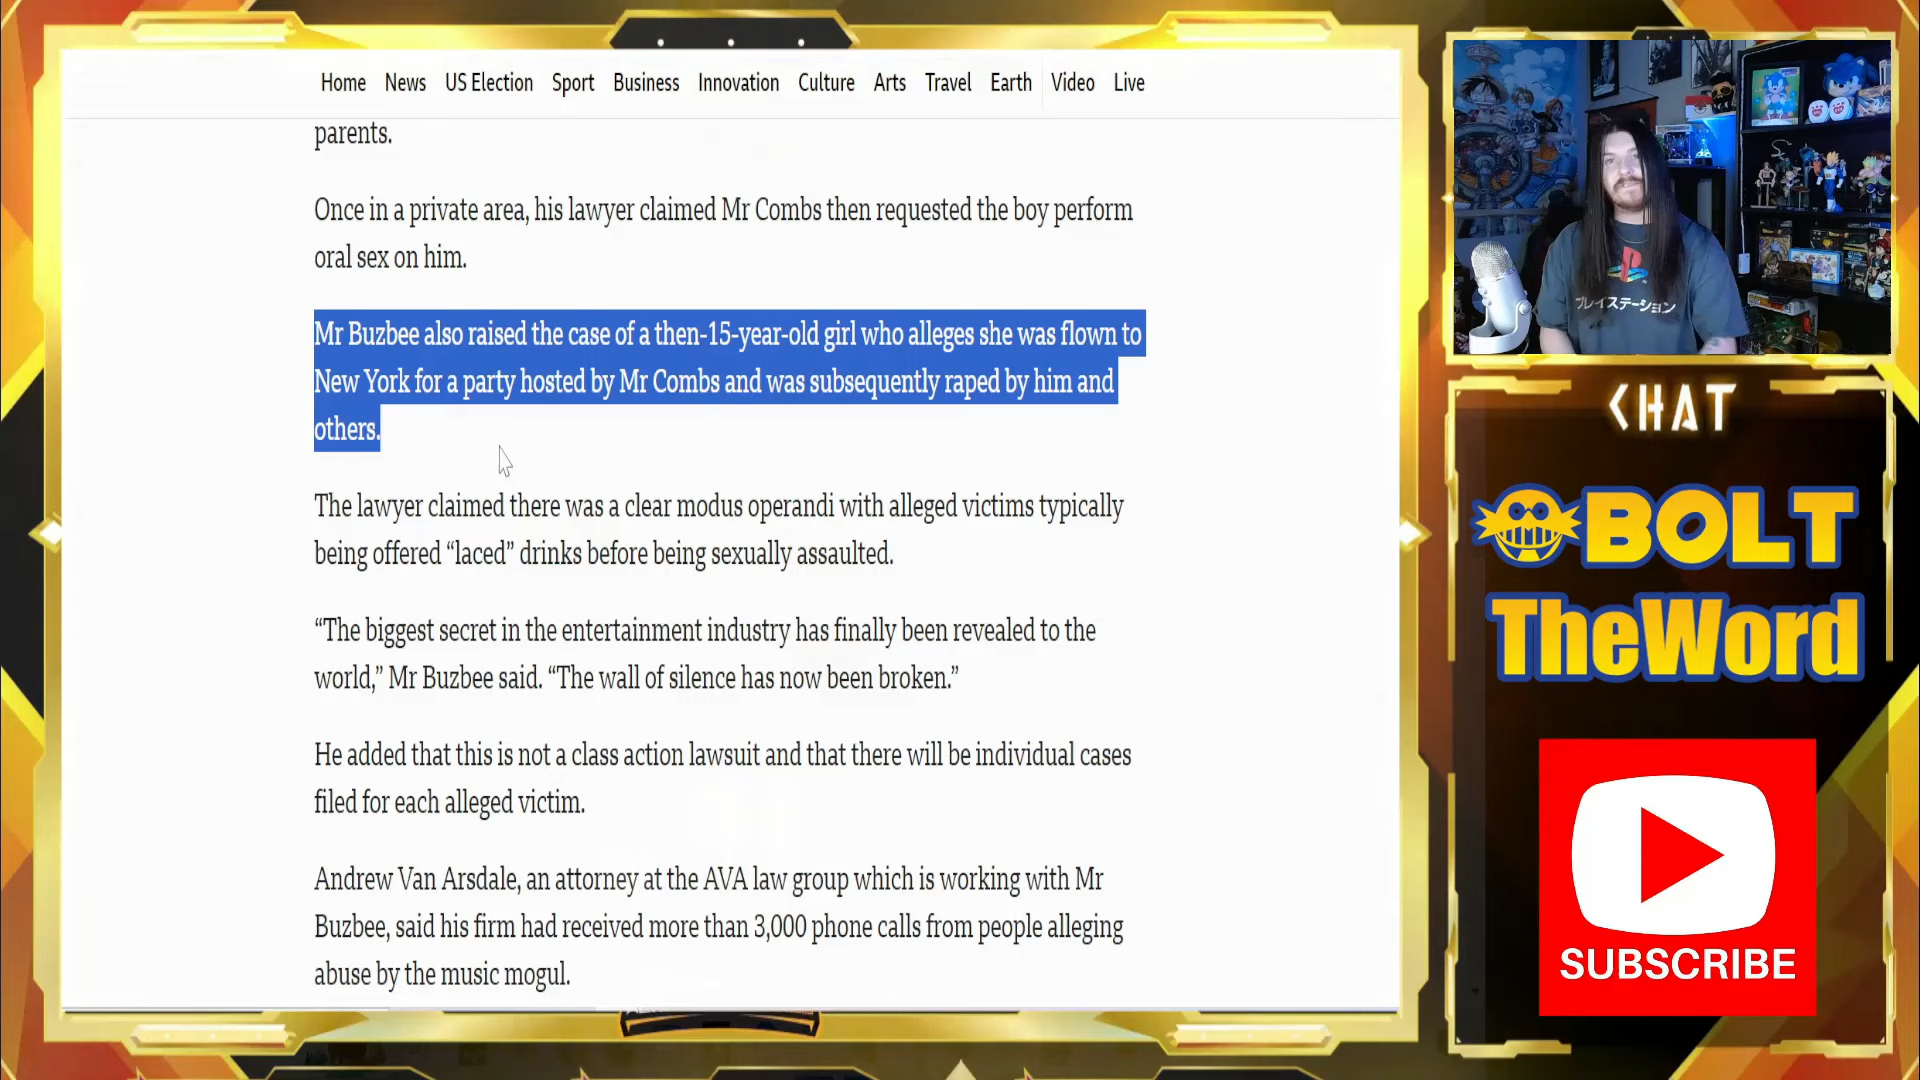 Home News US Election Sport Business Innovation Culture Arts Travel Earth Video Live
parents.
Once in a private area, his lawyer claimed Mr Combs then requested the boy perform
oral sex on him.
Mr Buzbee also raised the case of a then-15-year-old girl who alleges she was flown to
New York for a party hosted by Mr Combs and was subsequently raped by him and
others.
The lawyer claimed there was a clear modus operandi with alleged victims typically
being offered “laced” drinks before being sexually assaulted.
“The biggest secret in the entertainment industry has finally been revealed to the
world,” Mr Buzbee said. “The wall of silence has now been broken.”
He added that this is not a class action lawsuit and that there will be individual cases
filed for each alleged victim.
Andrew Van Arsdale, an attorney at the AVA law group which is working with Mr
Buzbee, said his firm had received more than 3,000 phone calls from people alleging
abuse by the music mogul.
プレイステーション
CHAT
BOLT
TheWord
SUBSCRIBE